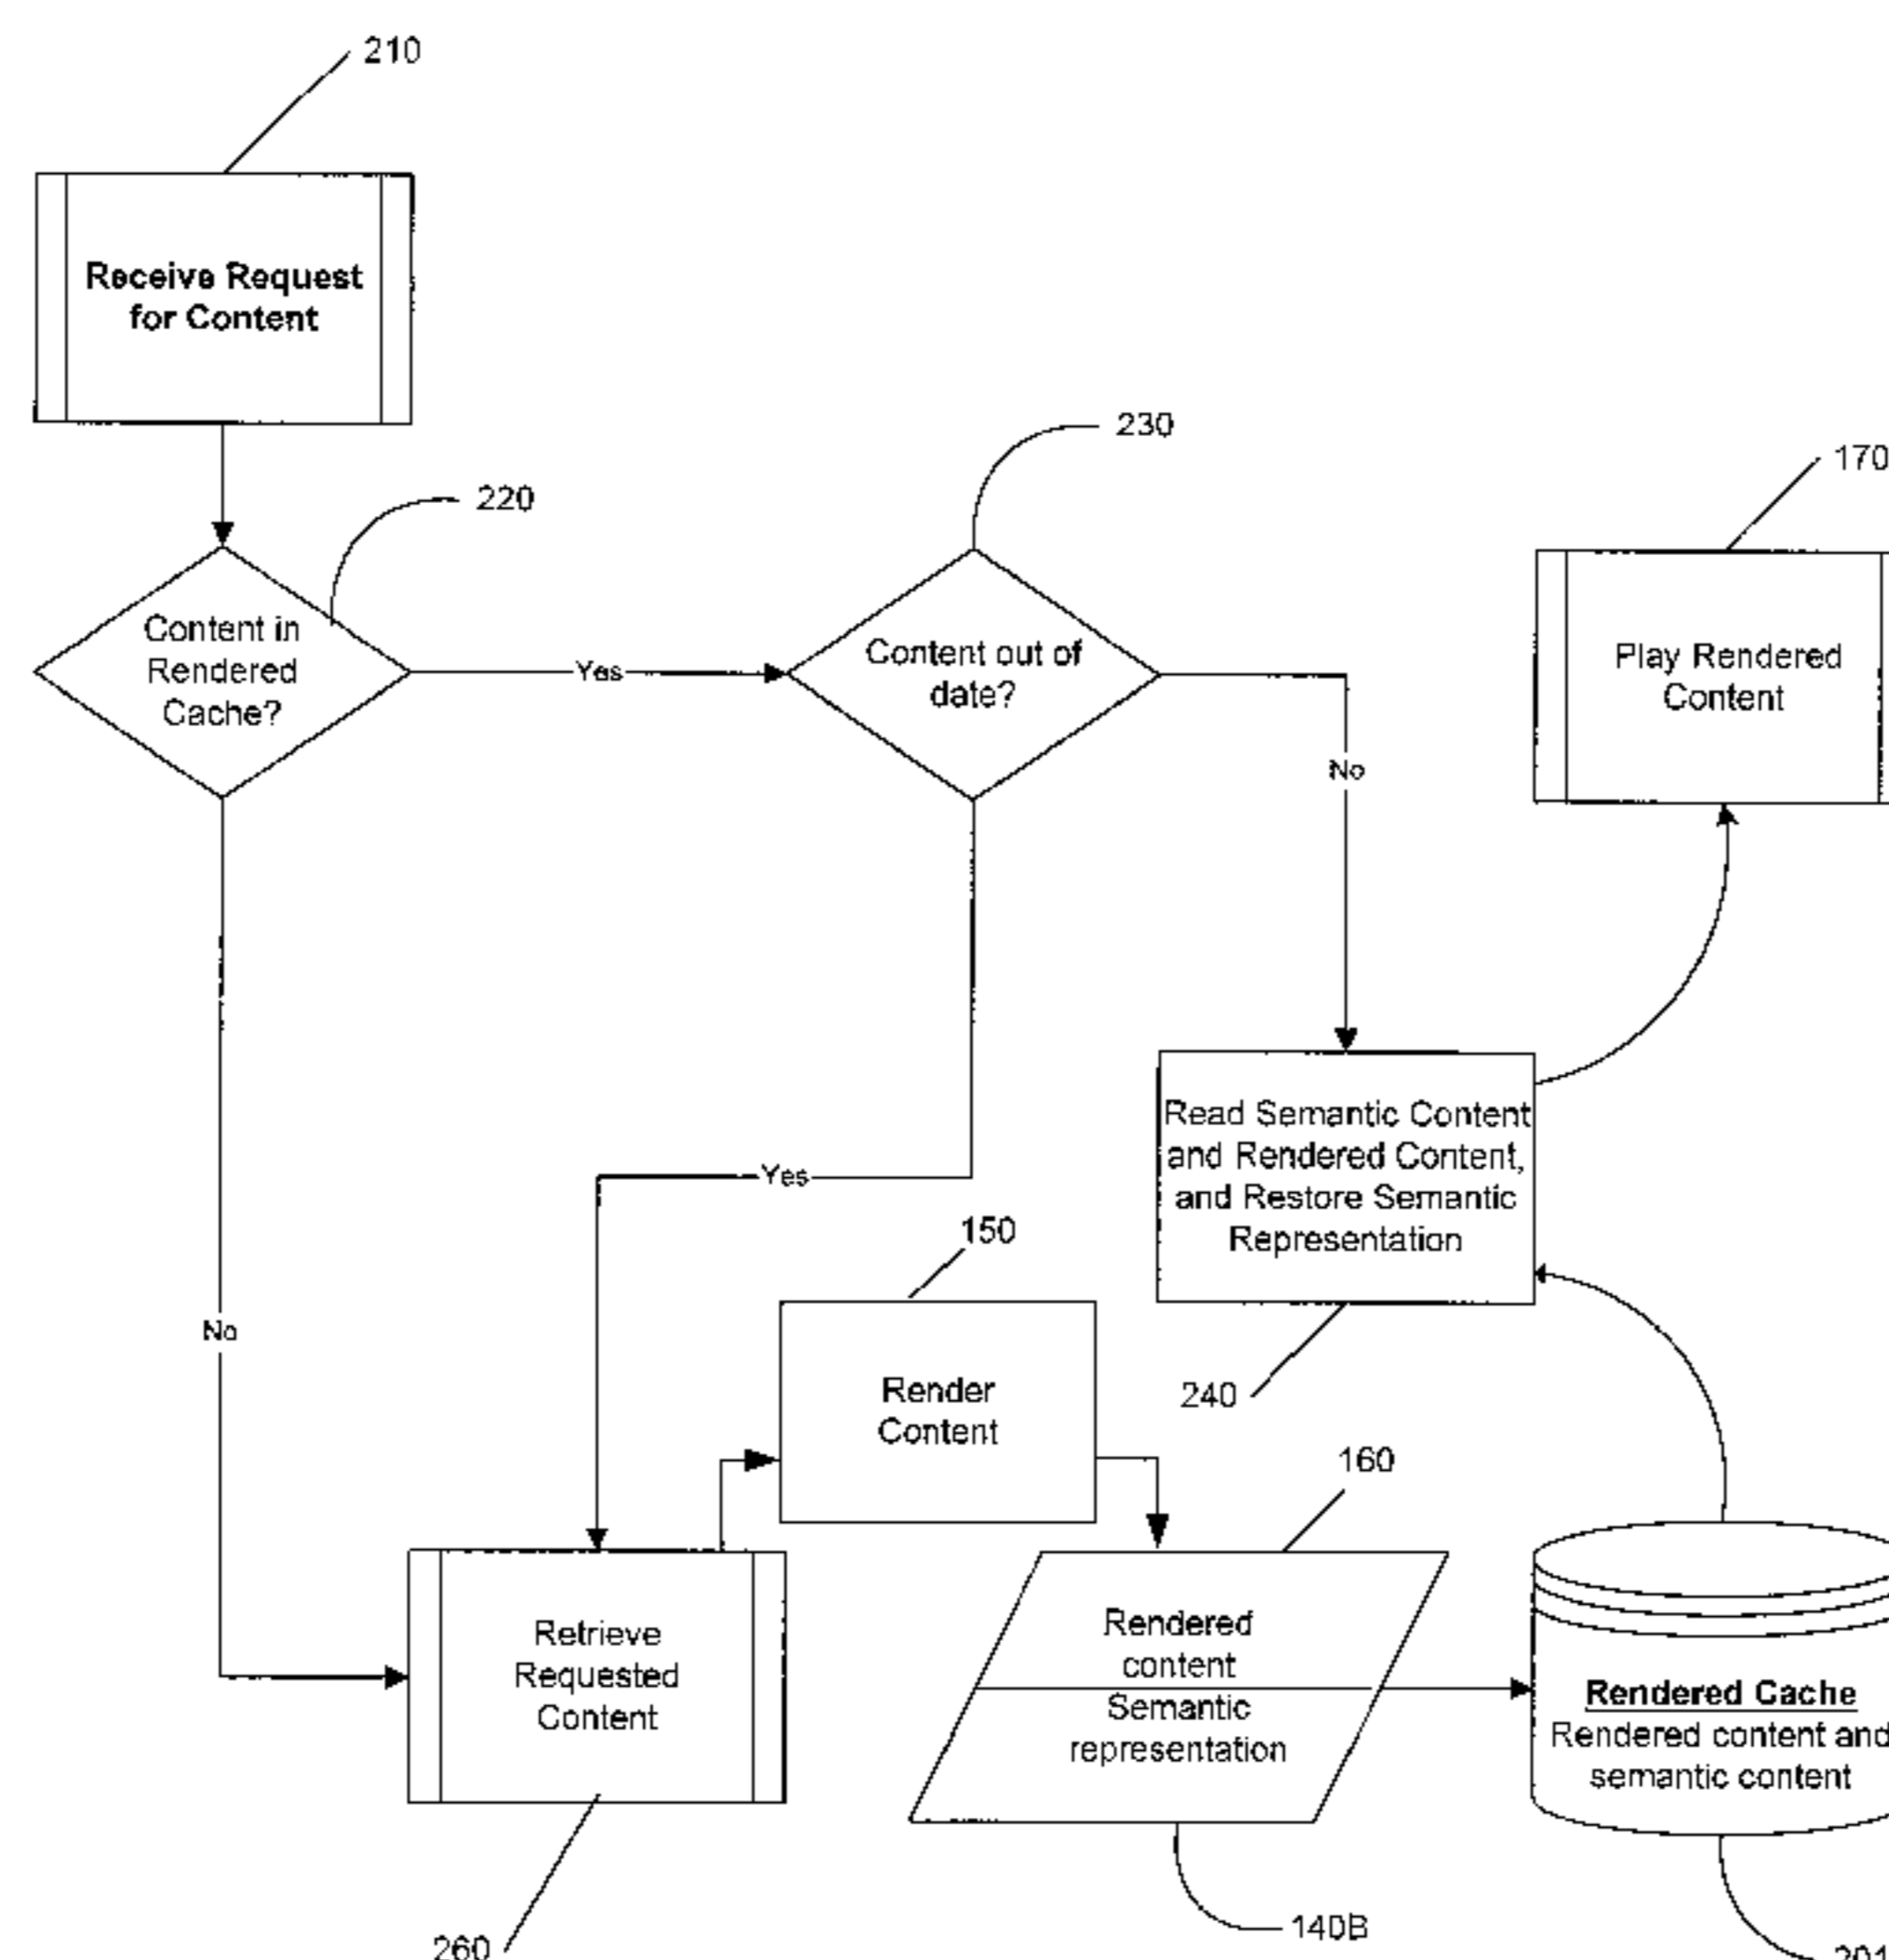 210
Receive Request
for Content
230
170
220
Content in
Rendered
Cache?
Yes
Content out of
date?
No
Play Rendered
Content
Read Semantic Content
and Rendered Content,
and Restore Semantic
Representation
Yes
150
No
Render
Content
240
160
Retrieve
Requested
Content
Rendered
content
Semantic
representation
Rendered Cache
Rendered content and
semantic content
140B
260
201